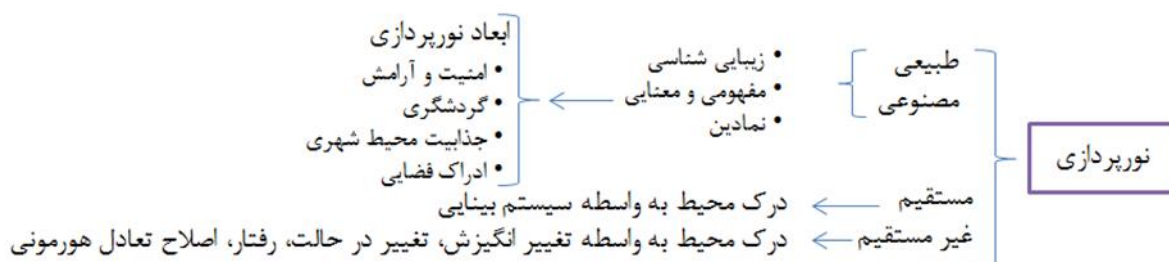 نورپردازی
طبیعی
مصنوعی
• زیبایی شناسی
• مفهومی و معنایی
• نمادین
ابعاد نورپردازی
• امنیت و آرامش
• گردشگری
• جذابیت محیط شهری
• ادراک فضایی
مستقیم
درک محیط به واسطه سیستم بینایی
غیر مستقیم
درک محیط به واسطه تغییر انگیزش، تغییر در حالت، رفتار، اصلاح تعادل هورمونی